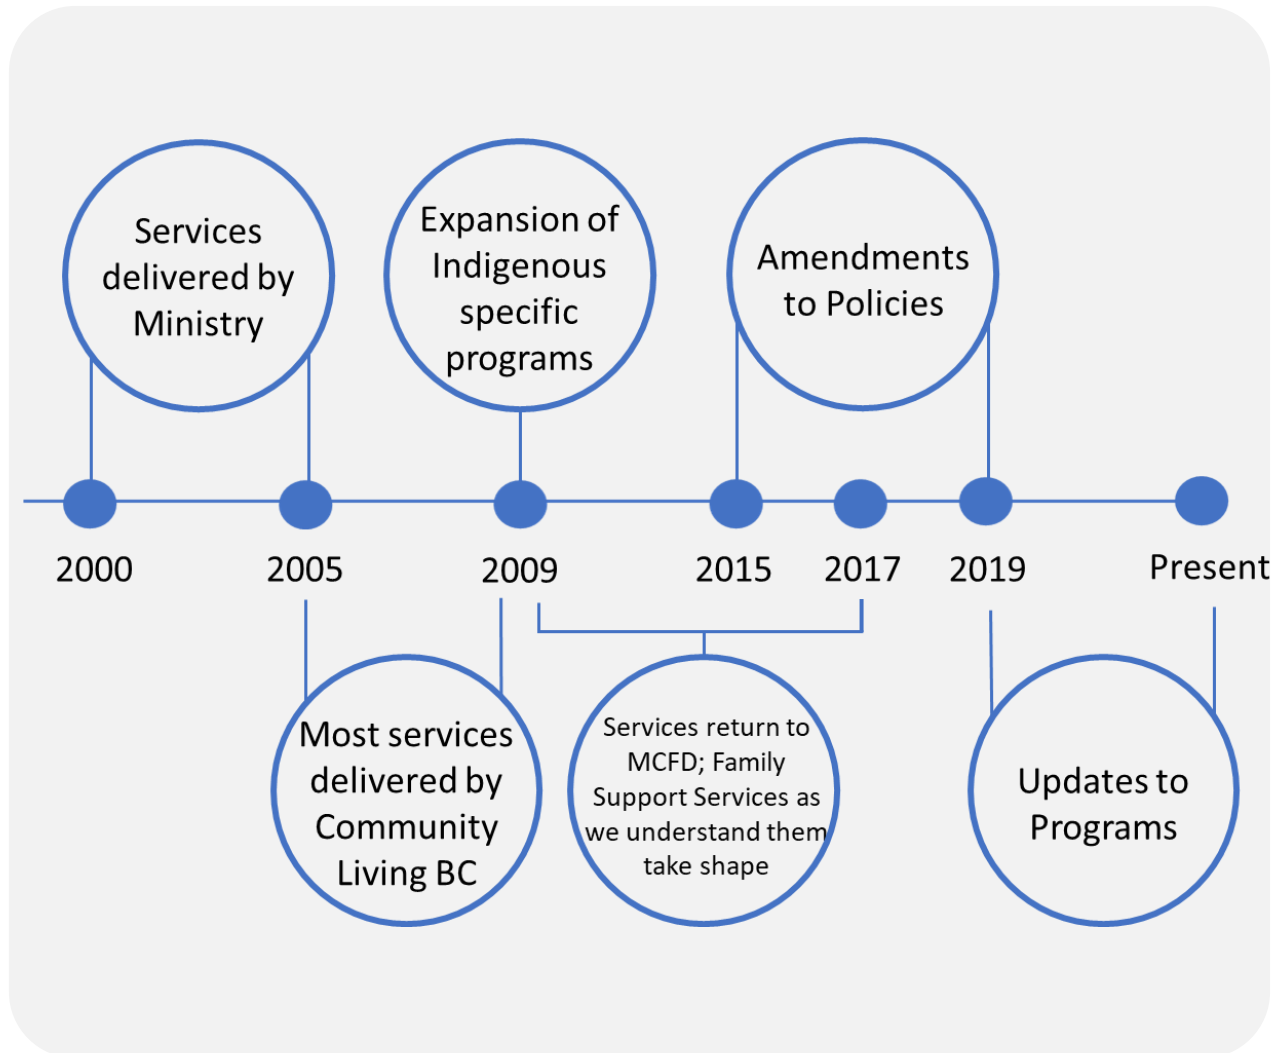 Services
delivered by
Ministry
Expansion of
Indigenous
specific
programs
Amendments
to Policies
2000
2005
2009
2015
2017
2019
Present
Most services
delivered by
Community
Living BC
Services return to
MCFD; Family
Support Services as
we understand them
take shape
Updates to
Programs